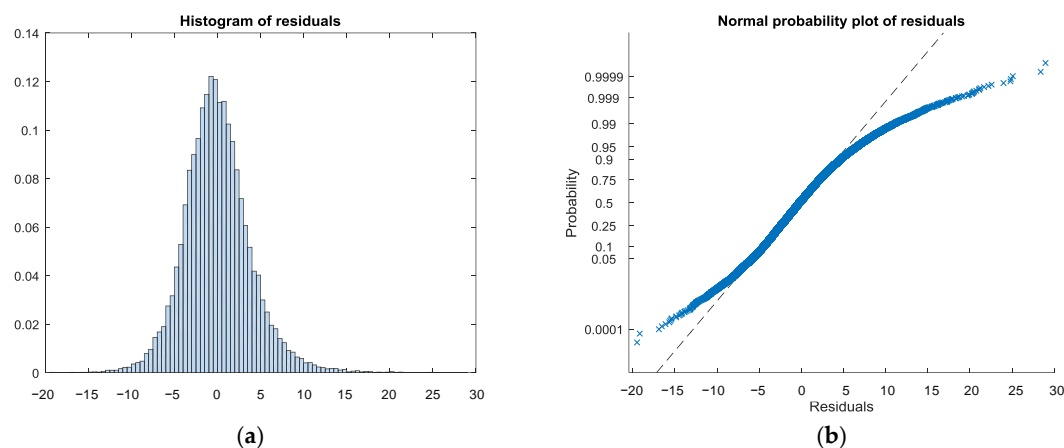 Histogram of residuals
0.14
0.12
0.1
0.08
0.06
0.04
0.02
0
−20 −15 −10 −5 0 5 10 15 20 25 30
(a)
Normal probability plot of residuals
Probability
0.9999
0.999
0.99
0.95
0.9
0.75
0.5
0.25
0.1
0.05
0.0001
−20 −15 −10 −5 0 5 10 15 20 25 30
Residuals
(b)